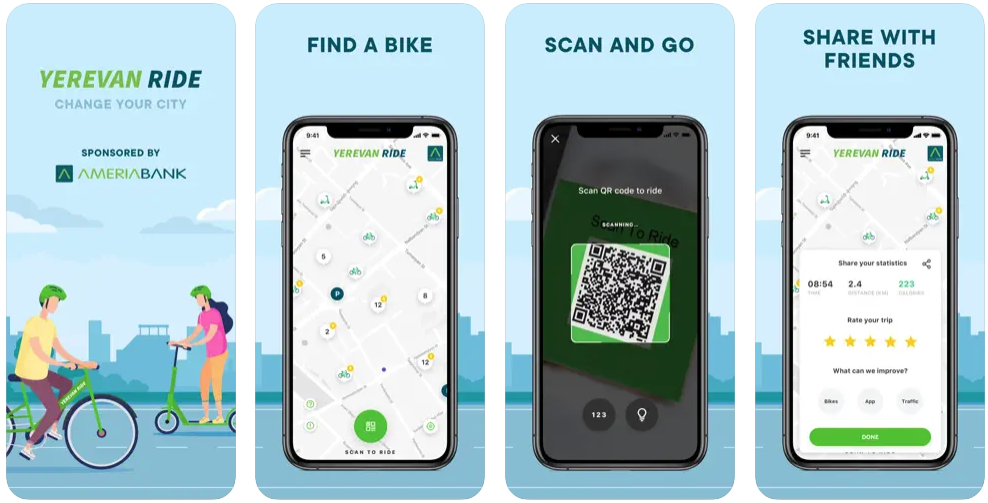 YEREVAN RIDE
CHANGE YOUR CITY
SPONSORED BY
AMERIABANK
YEREVAN RIDE
FIND A BIKE
9:41
YEREVAN RIDE
5
P
12
8
2
12
SCAN TO RIDE
SCAN AND GO
Scan QR code to ride
SCANNING...
Scan To Ride
123
SHARE WITH
FRIENDS
9:41
YEREVAN RIDE
Share your statistics
08:54 2.4 223
TIME DISTANCE (KM) CALORIES
Rate your trip
What can we improve?
Bikes App Traffic
DONE